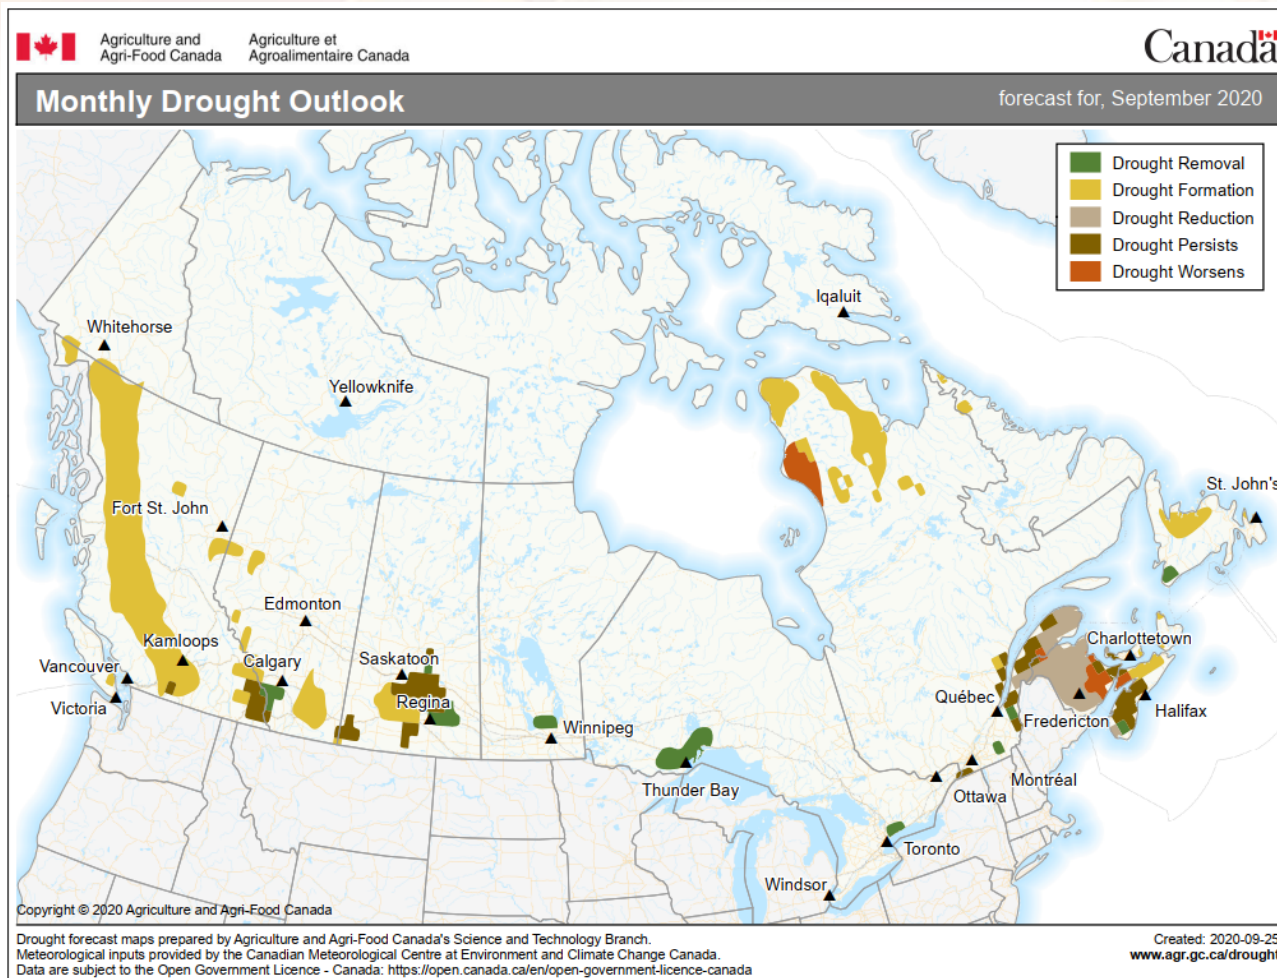 Agriculture and Agriculture et
Agri-Food Canada Agroalimentaire Canada
Canada
Monthly Drought Outlook
forecast for, September 2020
Drought Removal
Drought Formation
Drought Reduction
Drought Persists
Drought Worsens
Iqaluit
Whitehorse
Yellowknife
St. John's
Fort St. John
Edmonton
Kamloops
Charlottetown
Vancouver
Calgary
Saskatoon
Victoria
Regina
Québec
Halifax
Winnipeg
Fredericton
Thunder Bay
Montréal
Ottawa
Toronto
Windsor
Copyright © 2020 Agriculture and Agri-Food Canada
Drought forecast maps prepared by Agriculture and Agri-Food Canada's Science and Technology Branch.
Meteorological inputs provided by the Canadian Meteorological Centre at Environment and Climate Change Canada.
Data are subject to the Open Government Licence - Canada: https://open.canada.ca/en/open-government-licence-canada
Created: 2020-09-25
www.agr.gc.ca/drought